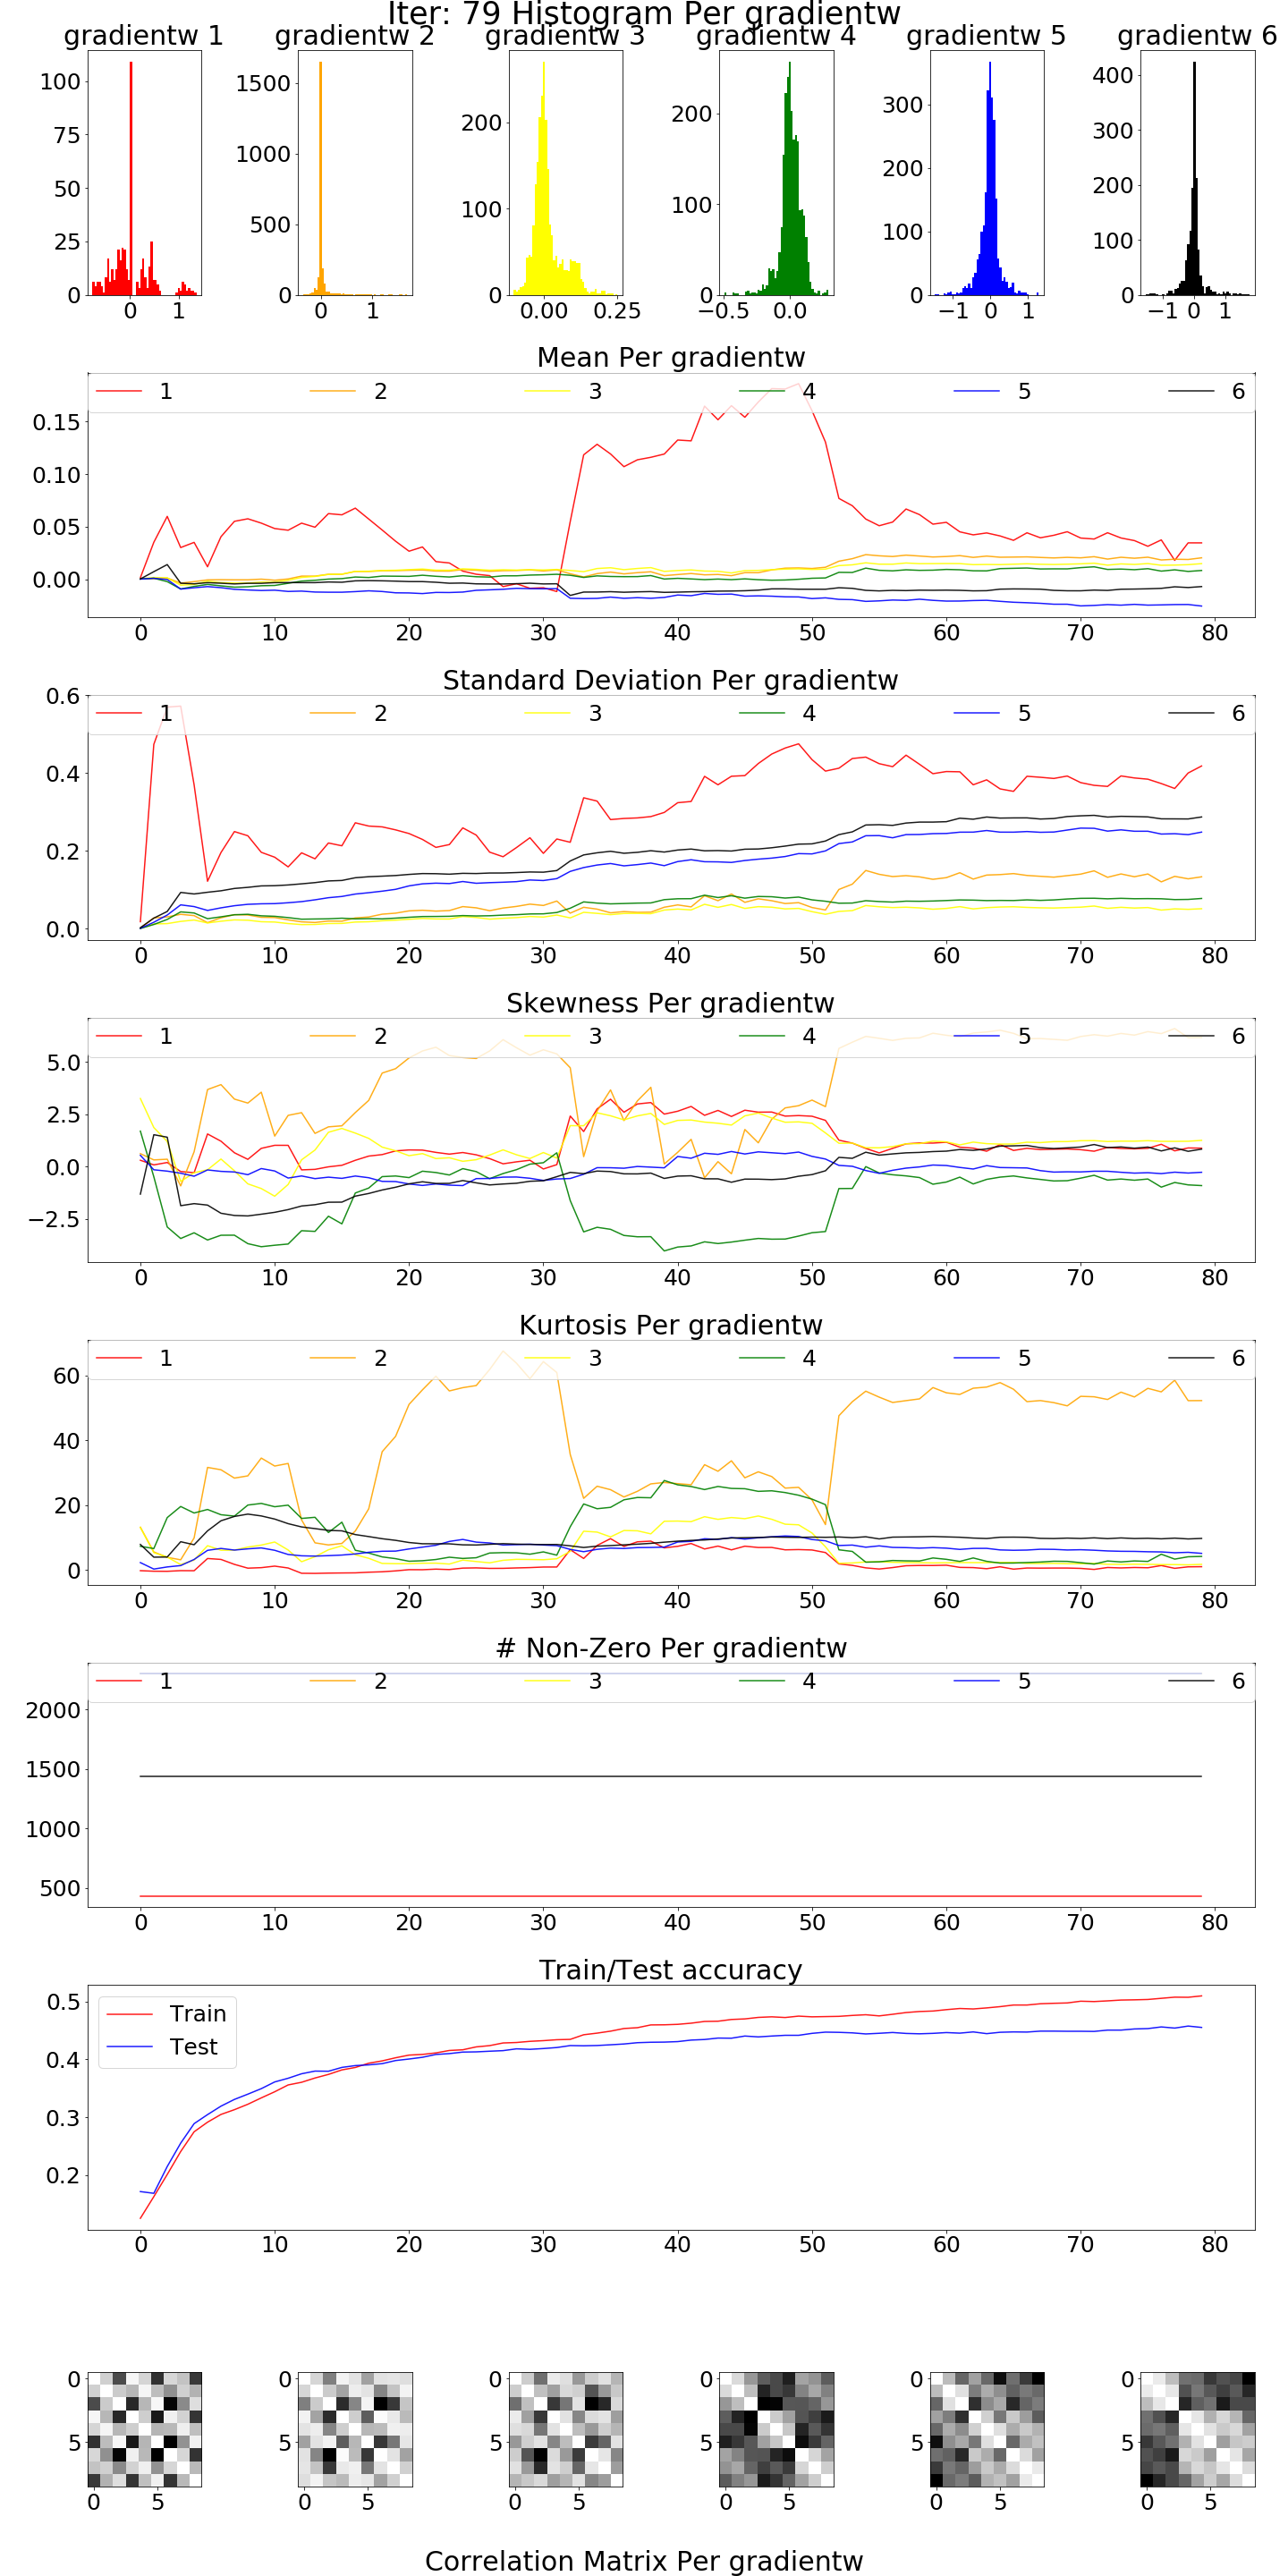 Iter: 79 Histogram Per gradientw
gradientw 1 gradientw 2 gradientw 3 gradientw 4 gradientw 5 gradientw 6
100 75 50 25 0
0 1
1500 1000 500 0
0 1
200 100 0
0.00 0.25
200 100 0
−0.5 0.0
300 200 100 0
−1 0 1
400 300 200 100 0
−1 0 1
Mean Per gradientw
1 2 3 4 5 6
0.15
0.10
0.05
0.00
0 10 20 30 40 50 60 70 80
Standard Deviation Per gradientw
0.6
1 2 3 4 5 6
0.4
0.2
0.0
0 10 20 30 40 50 60 70 80
Skewness Per gradientw
1 2 3 4 5 6
5.0
2.5
0.0
−2.5
0 10 20 30 40 50 60 70 80
Kurtosis Per gradientw
1 2 3 4 5 6
60
40
20
0
0 10 20 30 40 50 60 70 80
# Non-Zero Per gradientw
1 2 3 4 5 6
2000
1500
1000
500
0 10 20 30 40 50 60 70 80
Train/Test accuracy
0.5
Train
Test
0.4
0.3
0.2
0 10 20 30 40 50 60 70 80
0 0 0 0 0 0
5 5 5 5 5 5
0 5 0 5 0 5 0 5 0 5 0 5
Correlation Matrix Per gradientw